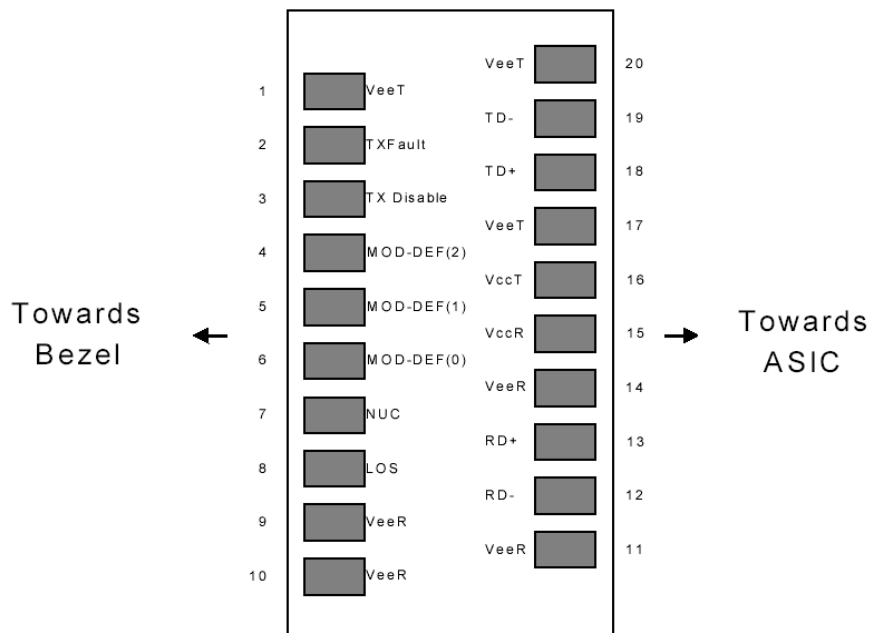 VeeT 20
1 VeeT
TD- 19
2 TXFault
TD+ 18
3 TX Disable
VeeT 17
4 MOD-DEF(2)
VccT 16
5 MOD-DEF(1)
Towards
Bezel
VccR 15
Towards
ASIC
6 MOD-DEF(0)
VeeR 14
7 NUC
RD+ 13
8 LOS
RD- 12
9 VeeR
VeeR 11
10 VeeR